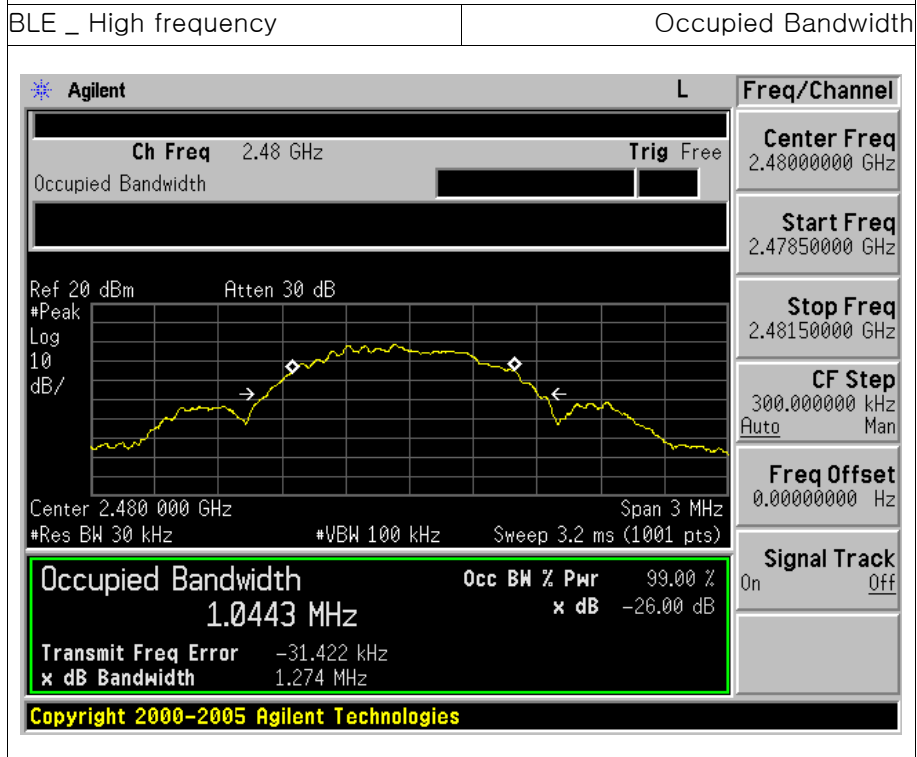 BLE _ High frequency Occupied Bandwidth
Agilent L Freq/Channel
Ch Freq 2.48 GHz Trig Free
Occupied Bandwidth
Center Freq
2.48000000 GHz
Start Freq
2.47850000 GHz
Stop Freq
2.48150000 GHz
CF Step
300.000000 kHz
Auto Man
Freq Offset
0.00000000 Hz
Signal Track
On Off
Ref 20 dBm Atten 30 dB
#Peak
Log
10
dB/
Center 2.480 000 GHz Span 3 MHz
#Res BW 30 kHz #VBW 100 kHz Sweep 3.2 ms (1001 pts)
Occupied Bandwidth Occ BW % Pwr 99.00 %
1.0443 MHz x dB -26.00 dB
Transmit Freq Error -31.422 kHz
x dB Bandwidth 1.274 MHz
Copyright 2000-2005 Agilent Technologies